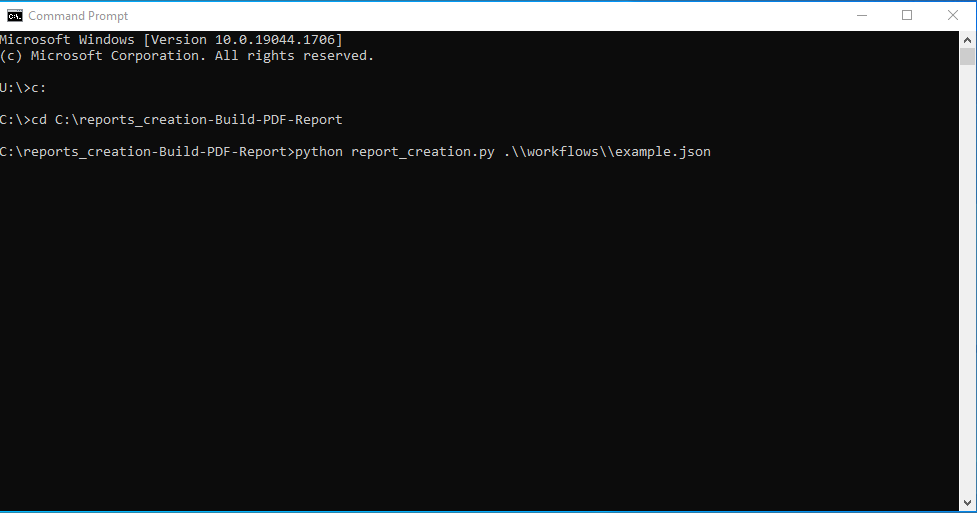 Command Prompt
Microsoft Windows [Version 10.0.19044.1706]
(c) Microsoft Corporation. All rights reserved.
U:\>c:
C:\>cd C:\reports_creation-Build-PDF-Report
C:\reports_creation-Build-PDF-Report>python report_creation.py .\\workflows\\example.json